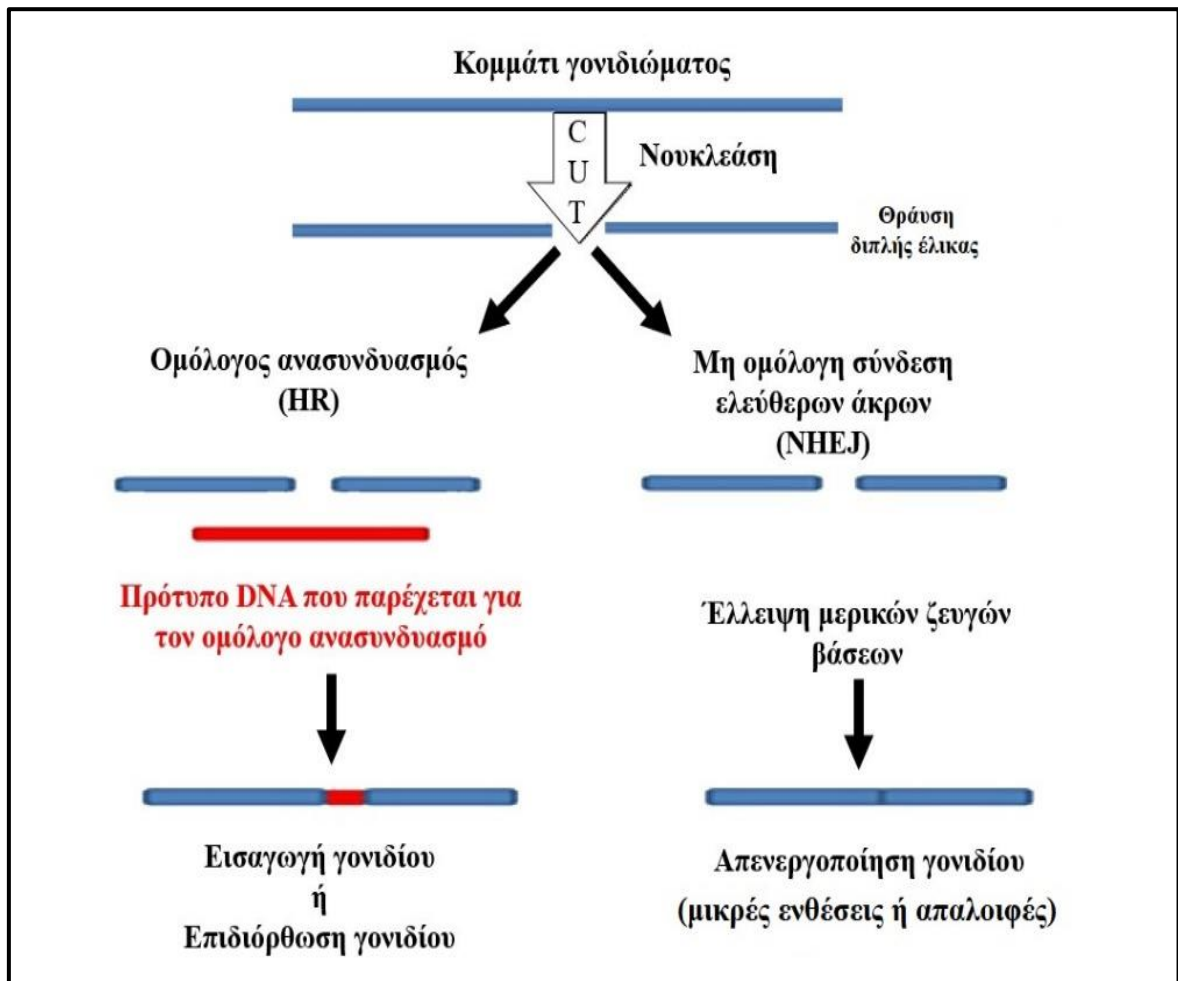 Κομμάτι γονιδιώματος
C
U
T
Νουκλεάση
Θράυση
διπλής έλικας
Ομόλογος ανασυνδυασμός
(HR)
Μη ομόλογη σύνδεση
ελεύθερων άκρων
(NHEJ)
Πρότυπο DNA που παρέχεται για
τον ομόλογο ανασυνδυασμό
Έλλειψη μερικών ζευγών
βάσεων
Εισαγωγή γονιδίου
ή
Επιδιόρθωση γονιδίου
Απενεργοποίηση γονιδίου
(μικρές ενθέσεις ή απαλοιφές)